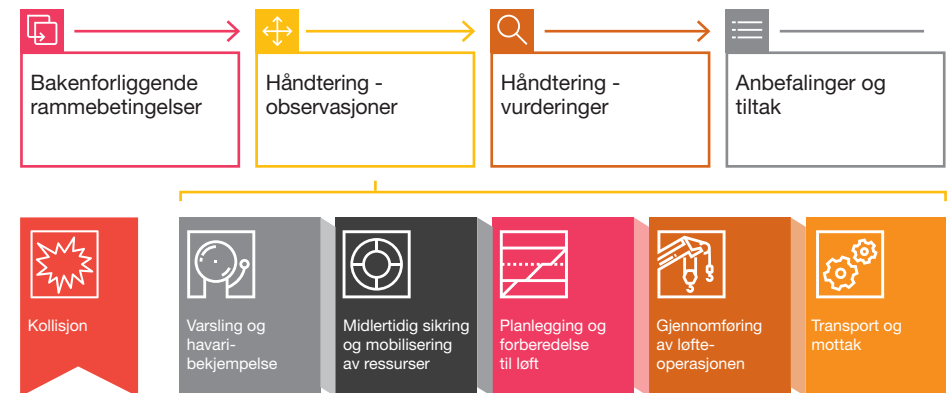 Bakenforliggende
rammebetingelser
Håndtering -
observasjoner
Håndtering -
vurderinger
Anbefalinger og
tiltak
Kollisjon
Varsling og
havari-
bekjempelse
Midlertidig sikring
og mobilisering
av ressurser
Planlegging og
forberedelse
til løft
Gjennomføring
av løfte-
operasjonen
Transport og
mottak